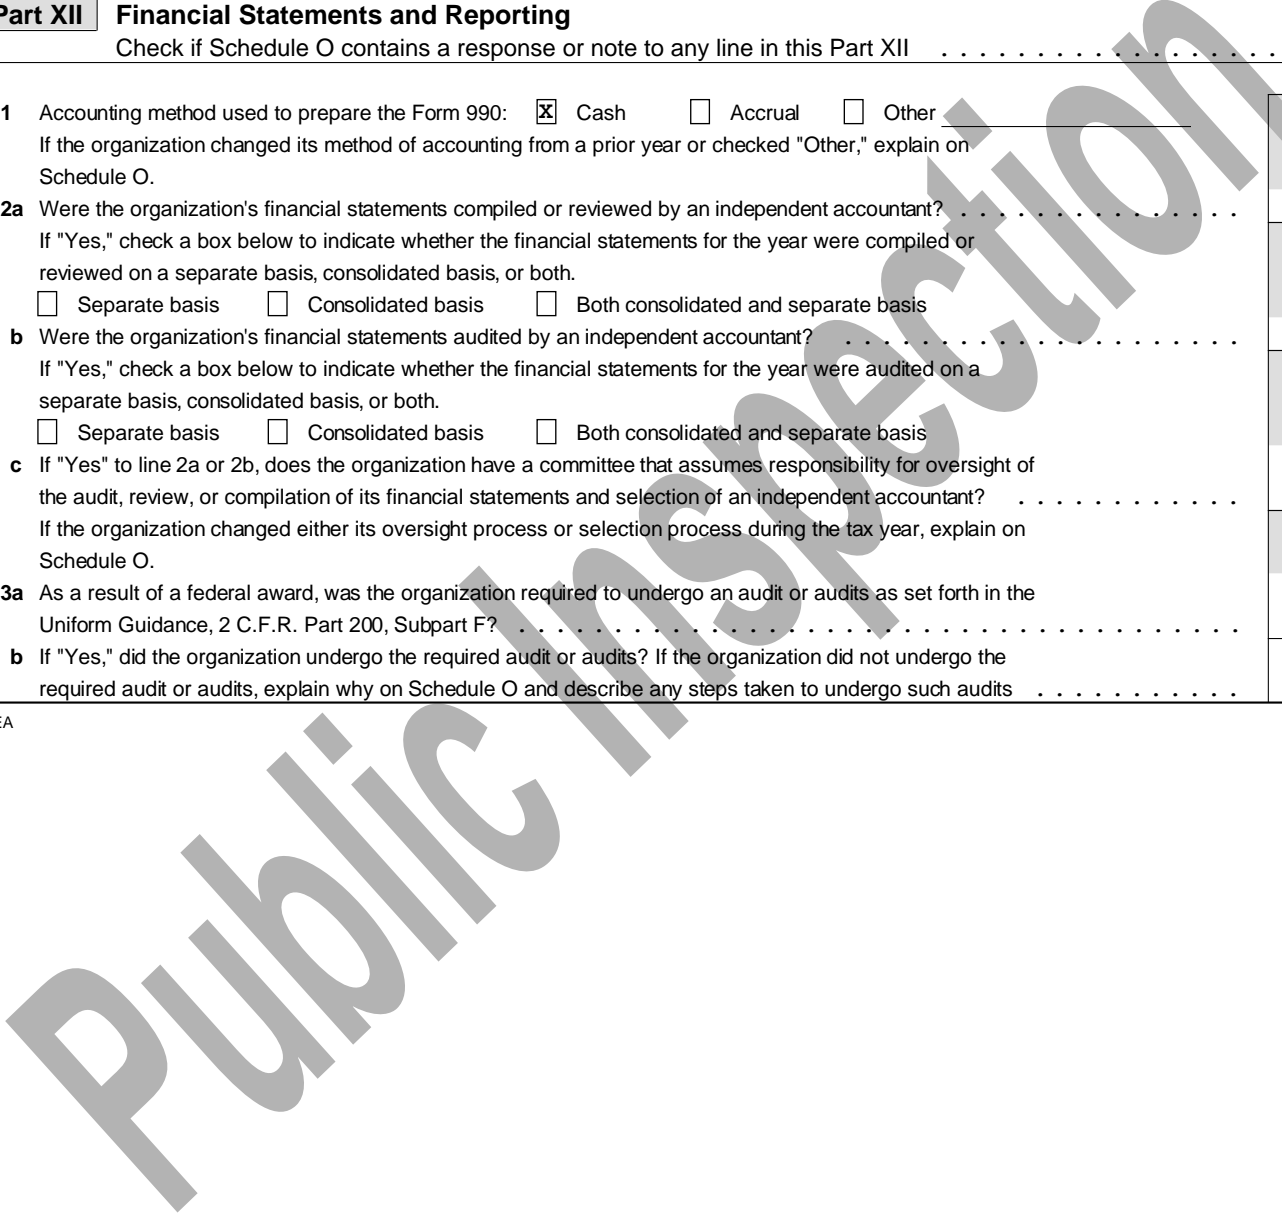 Part XII Financial Statements and Reporting
Check if Schedule O contains a response or note to any line in this Part XII . . . . . . . . . . . . . . . . . .
1 Accounting method used to prepare the Form 990: X Cash Accrual Other
If the organization changed its method of accounting from a prior year or checked "Other," explain on
Schedule O.
2a Were the organization's financial statements compiled or reviewed by an independent accountant? . . . . . . . . . . . . . . .
If "Yes," check a box below to indicate whether the financial statements for the year were compiled or
reviewed on a separate basis, consolidated basis, or both.
Separate basis Consolidated basis Both consolidated and separate basis
b Were the organization's financial statements audited by an independent accountant? . . . . . . . . . . . . . . . . . . . . .
If "Yes," check a box below to indicate whether the financial statements for the year were audited on a
separate basis, consolidated basis, or both.
Separate basis Consolidated basis Both consolidated and separate basis
c If "Yes" to line 2a or 2b, does the organization have a committee that assumes responsibility for oversight of
the audit, review, or compilation of its financial statements and selection of an independent accountant? . . . . . . . . . . . .
If the organization changed either its oversight process or selection process during the tax year, explain on
Schedule O.
3a As a result of a federal award, was the organization required to undergo an audit or audits as set forth in the
Uniform Guidance, 2 C.F.R. Part 200, Subpart F? . . . . . . . . . . . . . . . . . . . . . . . . . . . . . . . . . . . . . .
b If "Yes," did the organization undergo the required audit or audits? If the organization did not undergo the
required audit or audits, explain why on Schedule O and describe any steps taken to undergo such audits . . . . . . . . . . .
EA
Public Inspection